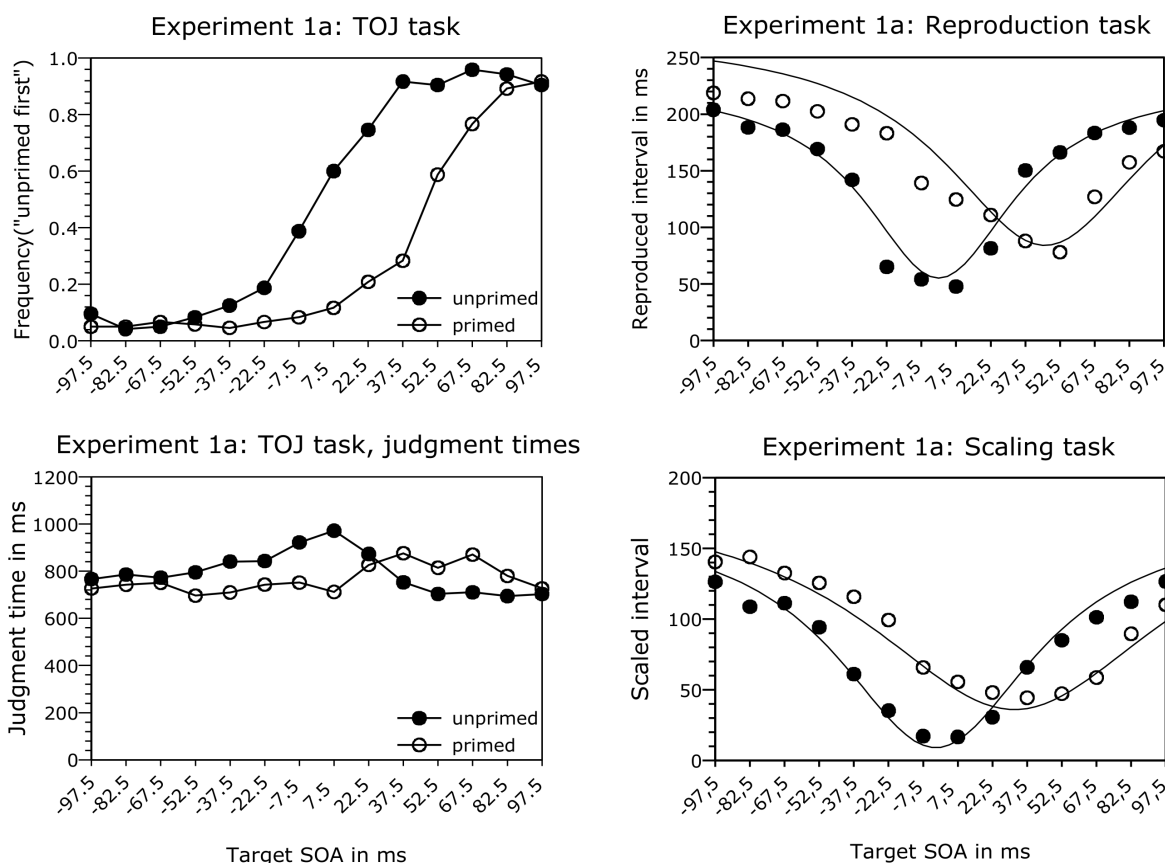 Experiment 1a: TOJ task
Frequency("unprimed first")
1.0
0.8
0.6
0.4
0.2
0.0
unprimed
primed
-97.5 -82.5 -67.5 -52.5 -37.5 -22.5 -7.5 7.5 22.5 37.5 52.5 67.5 82.5 97.5
Experiment 1a: Reproduction task
Reproduced interval in ms
250
200
150
100
50
0
-97,5 -82,5 -67,5 -52,5 -37,5 -22,5 -7,5 7,5 22,5 37,5 52,5 67,5 82,5 97,5
Experiment 1a: TOJ task, judgment times
Judgment time in ms
1200
1000
800
600
400
200
0
unprimed
primed
-97.5 -82.5 -67.5 -52.5 -37.5 -22.5 -7.5 7.5 22.5 37.5 52.5 67.5 82.5 97.5
Target SOA in ms
Experiment 1a: Scaling task
Scaled interval
200
150
100
50
0
-97,5 -82,5 -67,5 -52,5 -37,5 -22,5 -7,5 7,5 22,5 37,5 52,5 67,5 82,5 97,5
Target SOA in ms